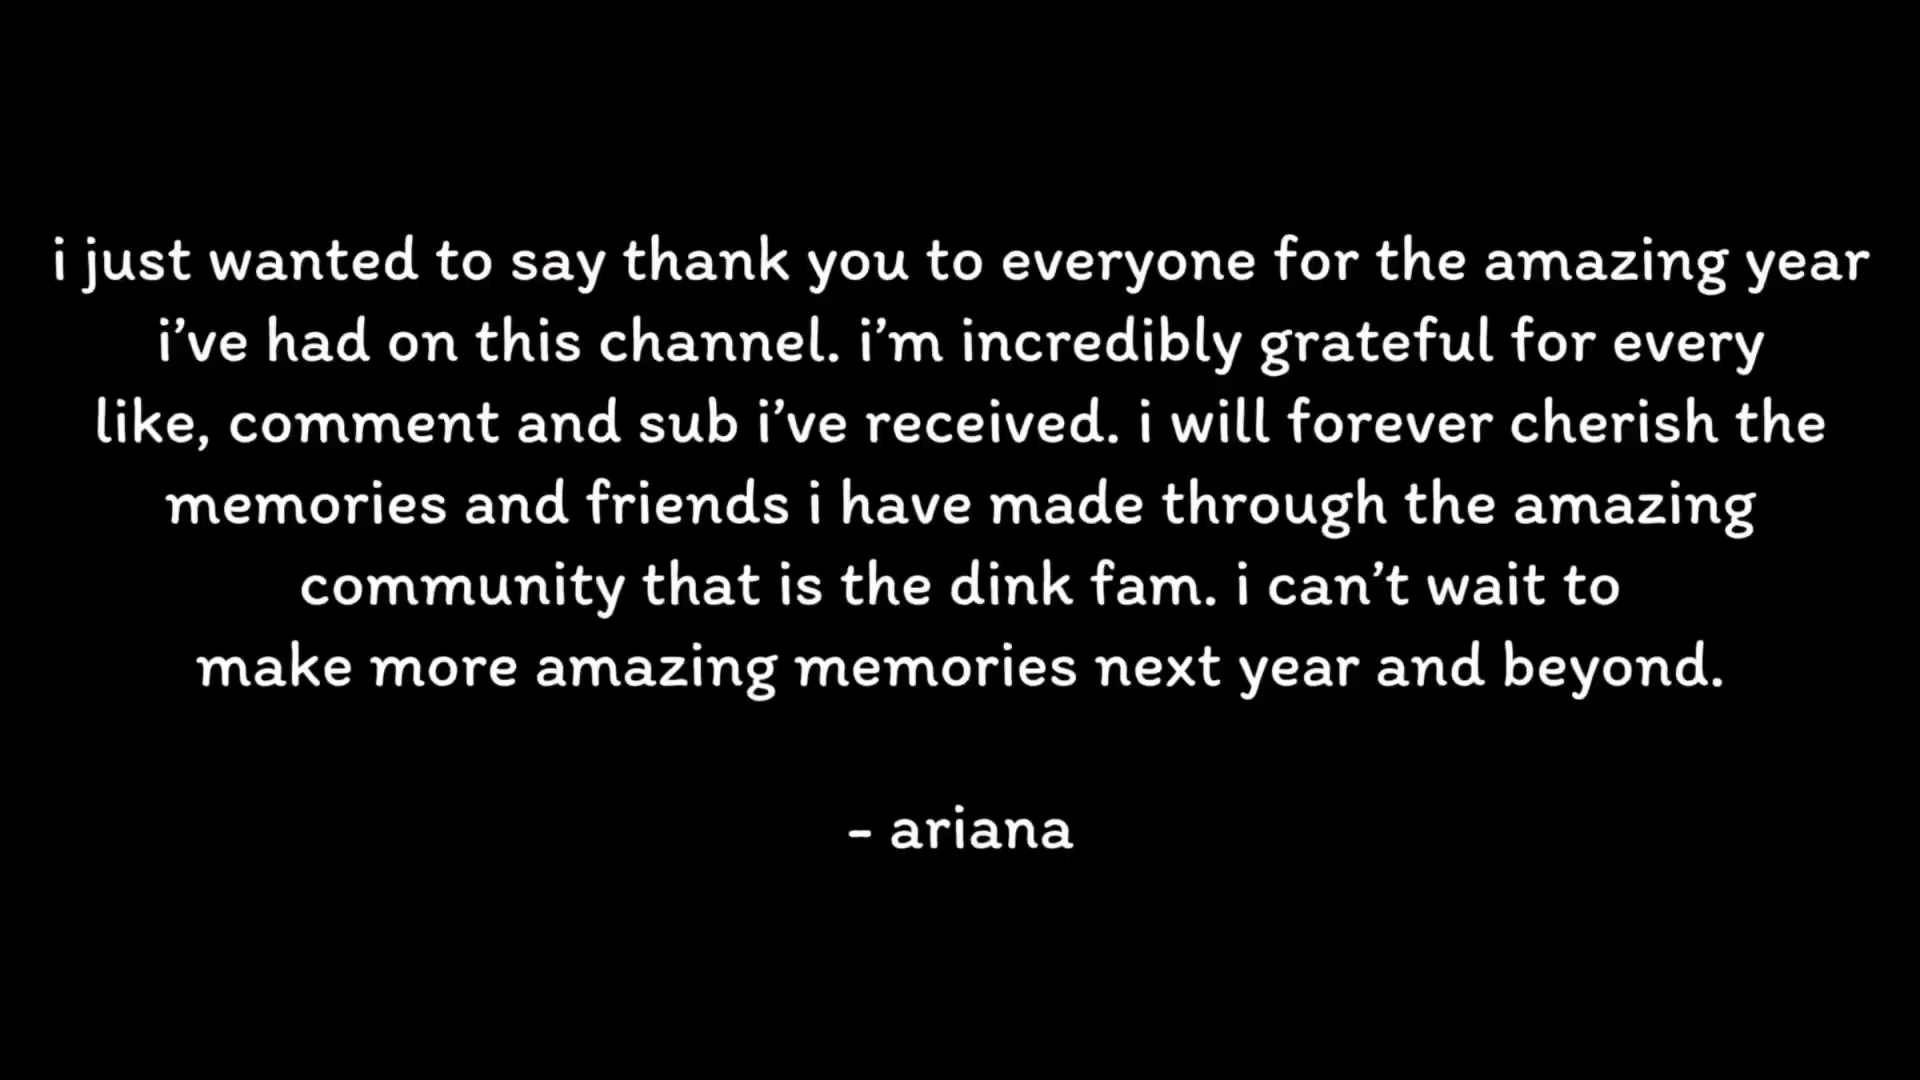 i just wanted to say thank you to everyone for the amazing year
i’ve had on this channel. i’m incredibly grateful for every
like, comment and sub i’ve received. i will forever cherish the
memories and friends i have made through the amazing
community that is the dink fam. i can’t wait to
make more amazing memories next year and beyond.
- ariana